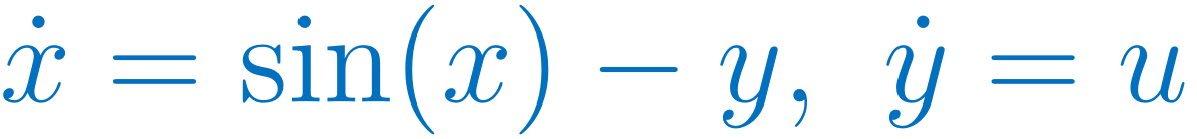 ẋ = sin(x) − y, ẏ = u